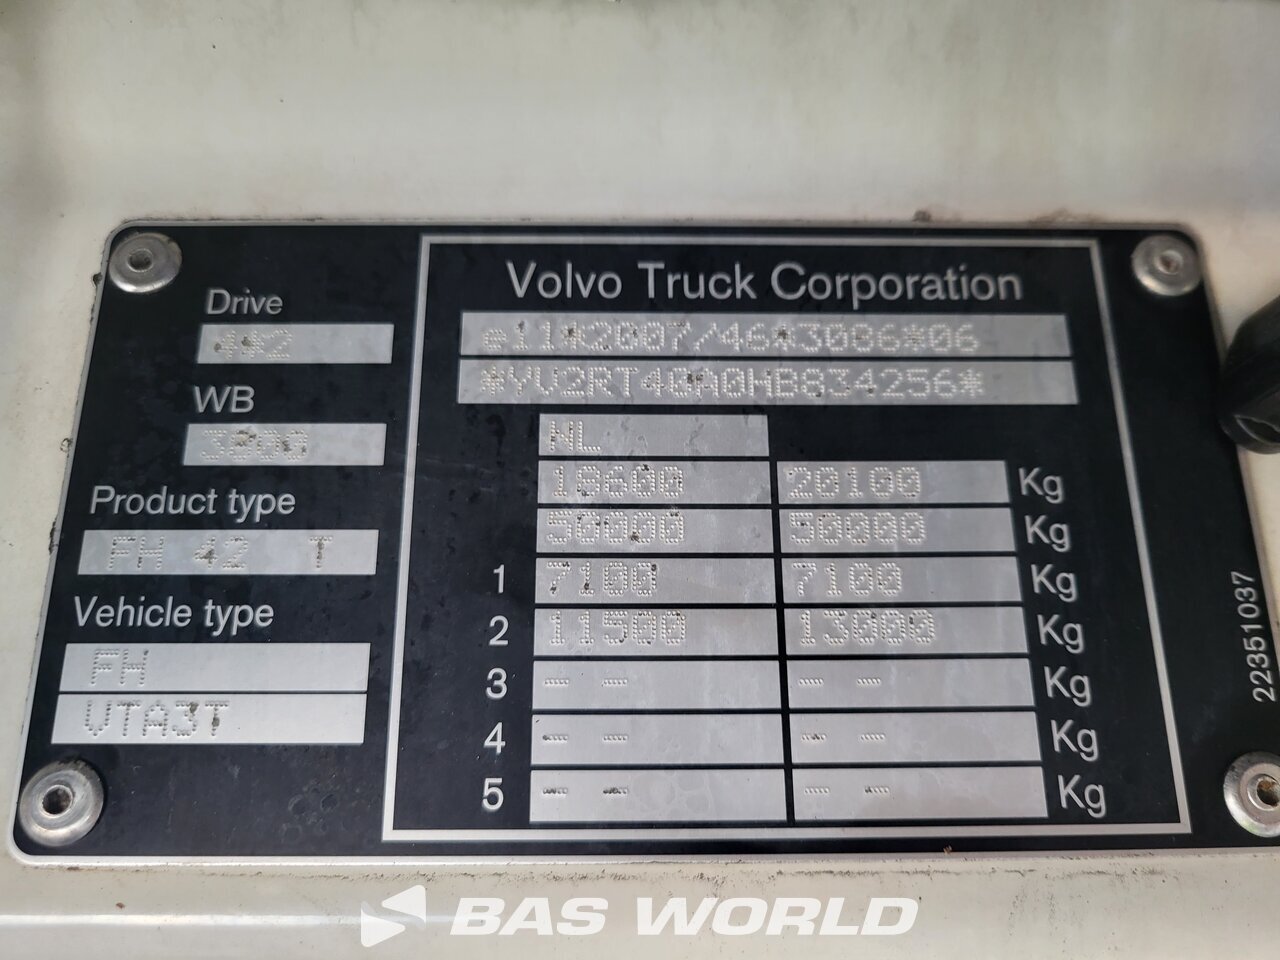 Drive
4*2
WB
3800
Product type
FH 42 T
Vehicle type
FH
VTA3T
Volvo Truck Corporation
e11*2007/46*3086*06
*YV2RT40A0HB834256*
NL
18600 20100 Kg
50000 50000 Kg
1 7100 7100 Kg
2 11500 13000 Kg
3 -- -- -- -- Kg
4 -- -- -- -- Kg
5 -- -- -- -- Kg
22351037
BAS WORLD